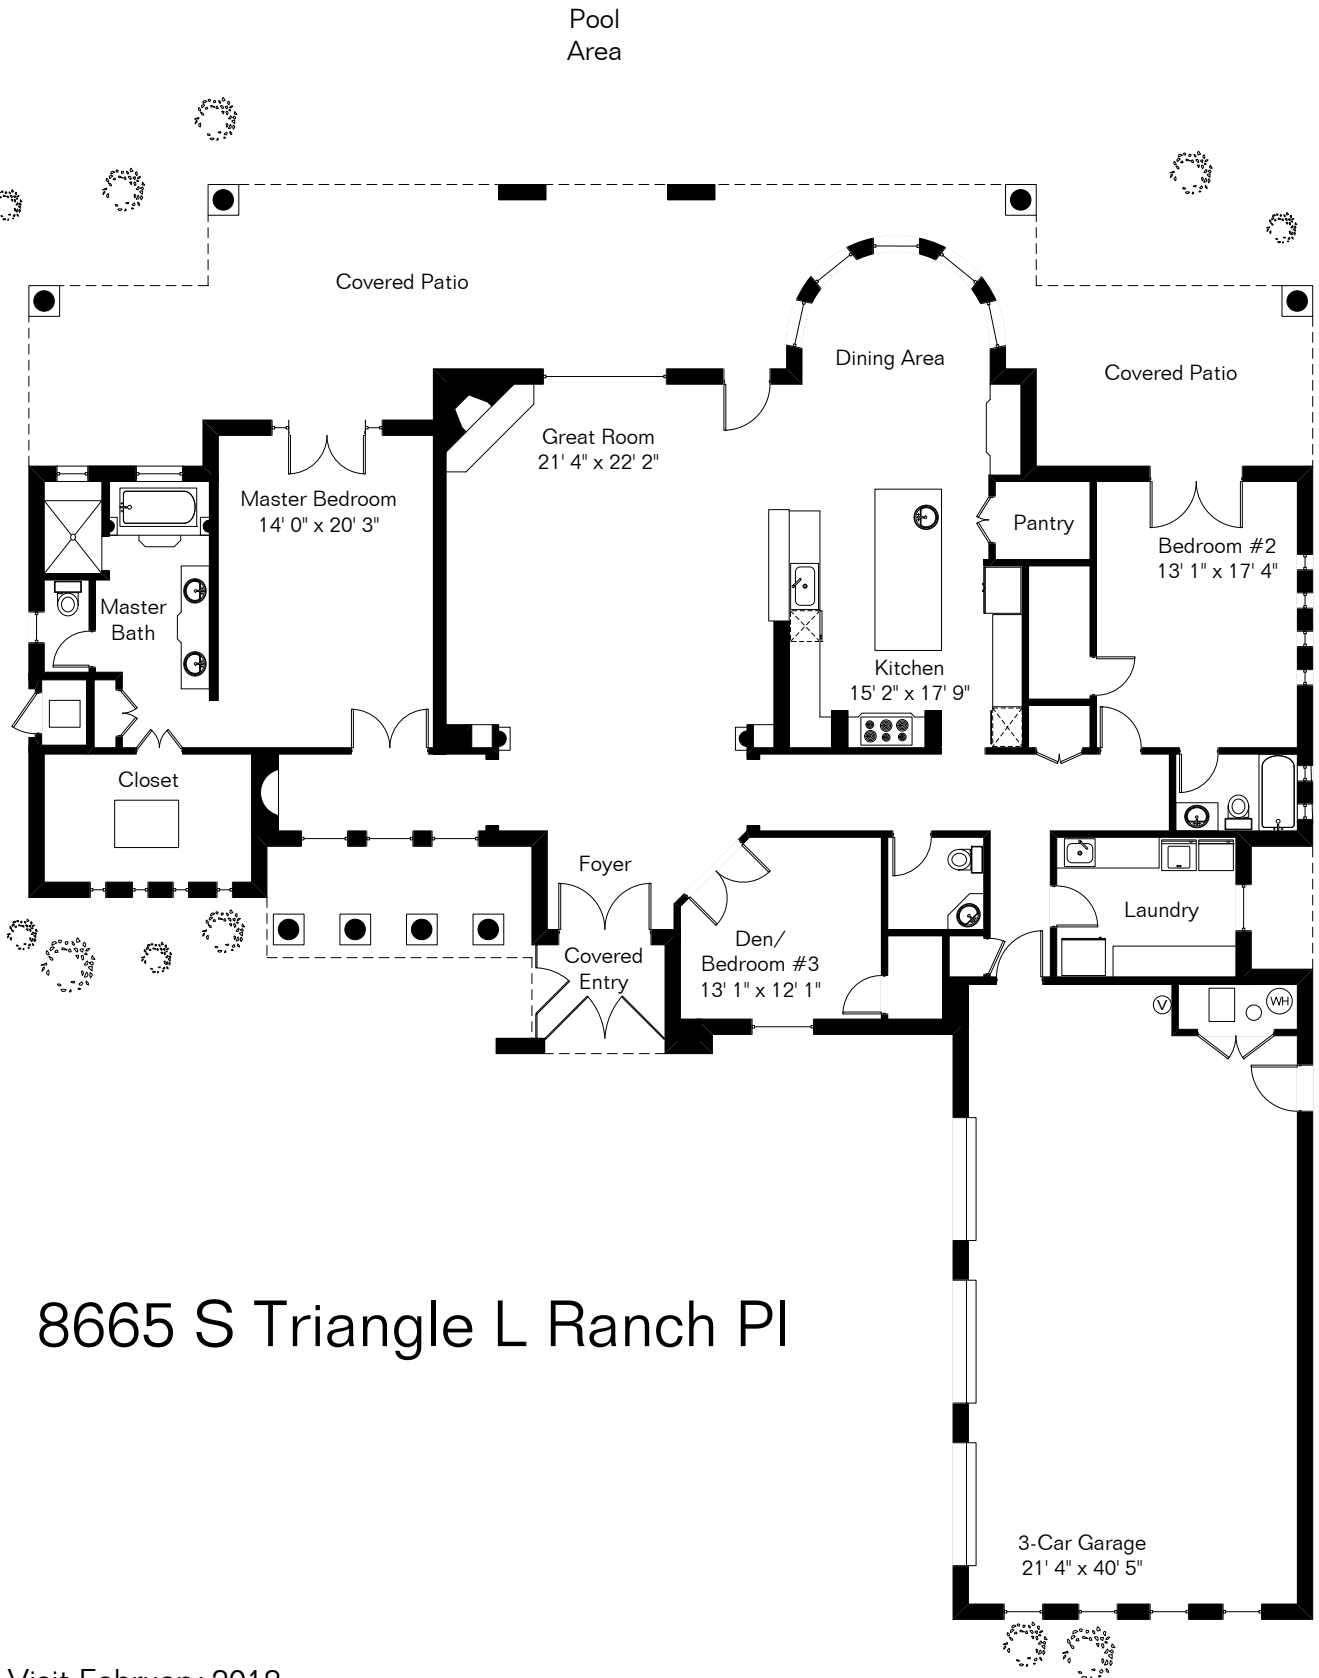 Pool
Area
Covered Patio
Dining Area
Covered Patio
Great Room
21' 4" x 22' 2"
Master Bedroom
14' 0" x 20' 3"
Pantry
Bedroom #2
13' 1" x 17' 4"
Master
Bath
Kitchen
15' 2" x 17' 9"
Closet
Foyer
Laundry
Den/
Bedroom #3
13' 1" x 12' 1"
Covered
Entry
V
WH
8665 S Triangle L Ranch Pl
3-Car Garage
21' 4" x 40' 5"
Visit February 2018